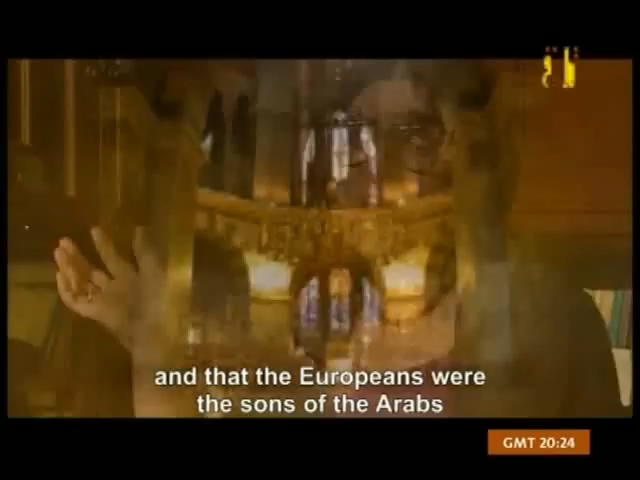 and that the Europeans were
the sons of the Arabs
GMT 20:24